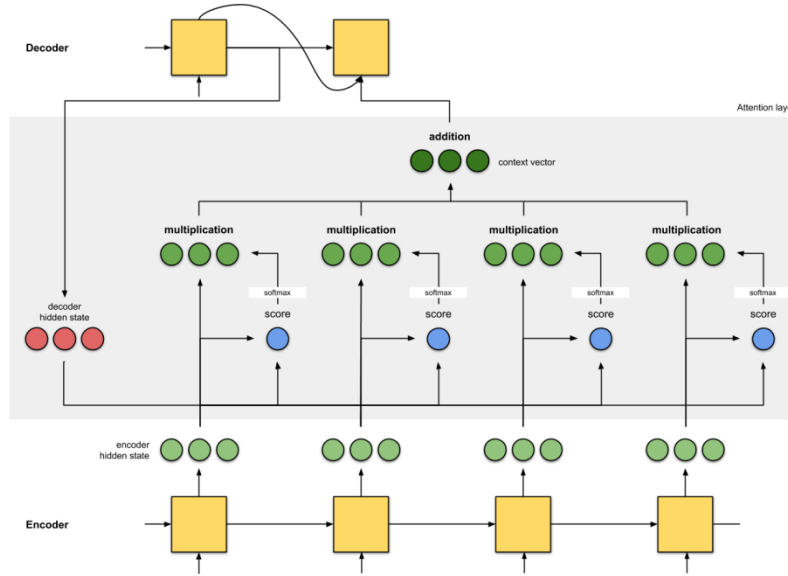 Decoder
Attention laye
addition
context vector
multiplication
multiplication
multiplication
multiplication
softmax
softmax
softmax
softmax
decoder
hidden state
score
score
score
score
encoder
hidden state
Encoder